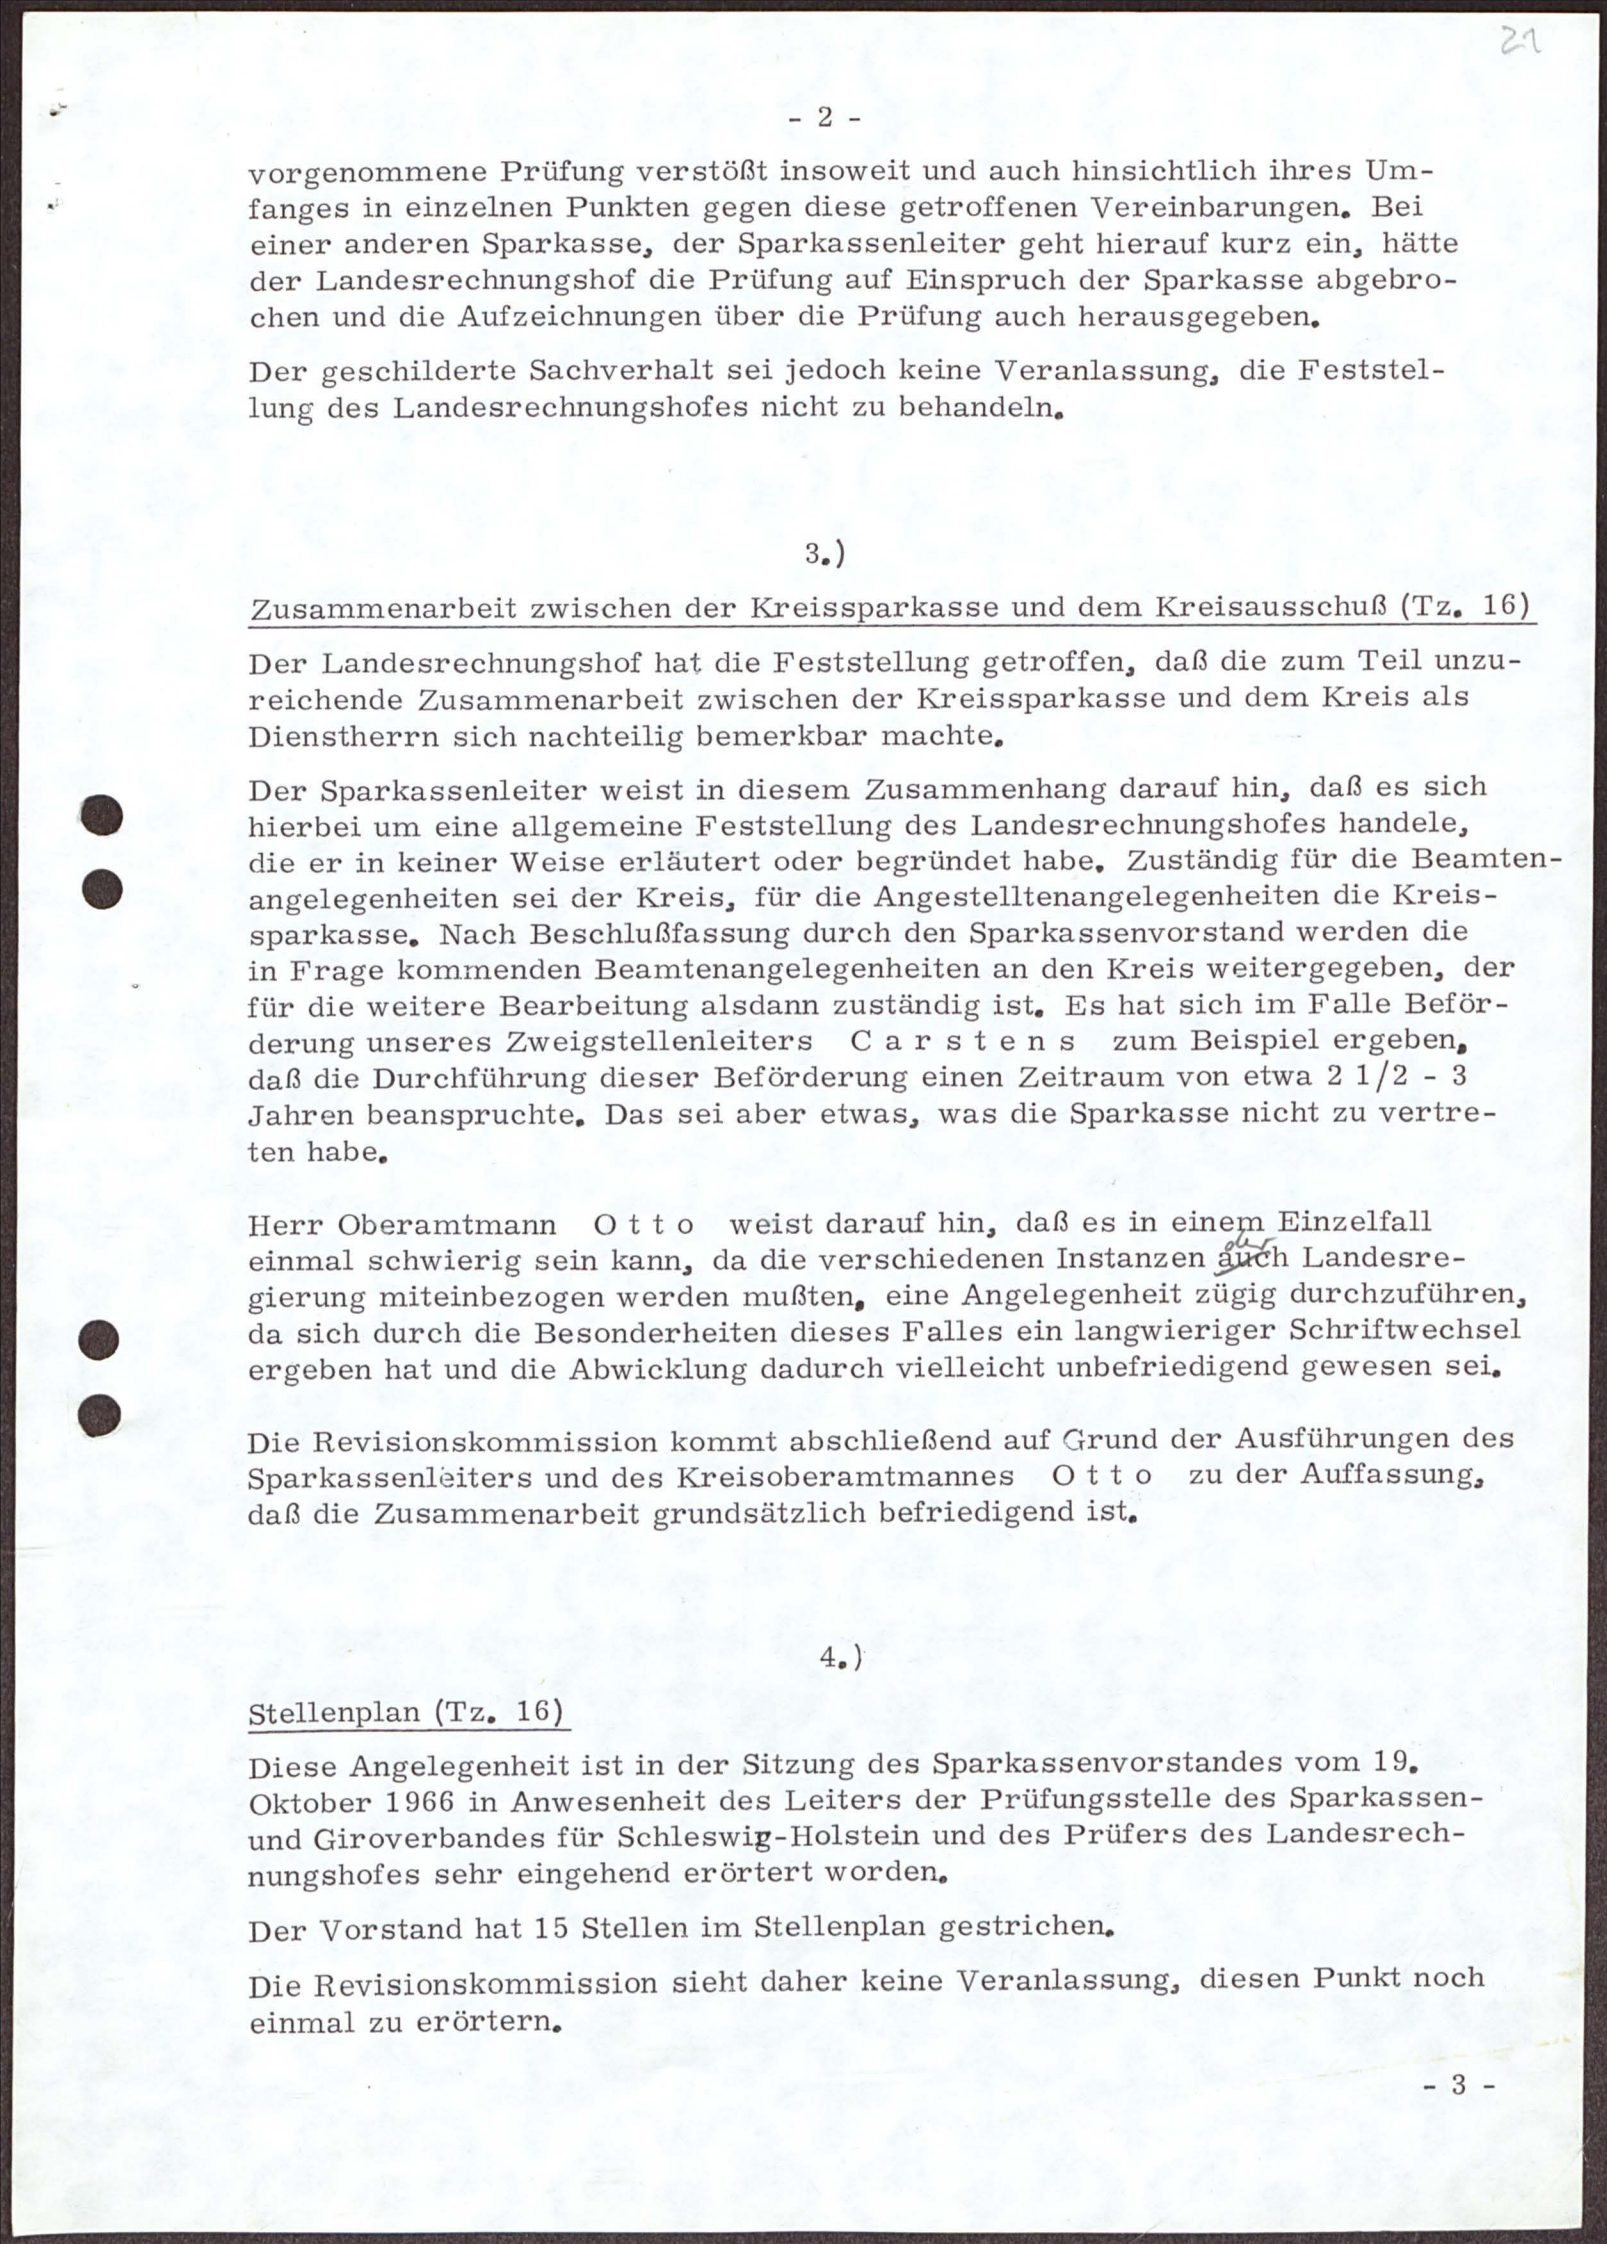 21
- 2 -
vorgenommene Prüfung verstößt insoweit und auch hinsichtlich ihres Um-
fanges in einzelnen Punkten gegen diese getroffenen Vereinbarungen. Bei
einer anderen Sparkasse, der Sparkassenleiter geht hierauf kurz ein, hätte
der Landesrechnungshof die Prüfung auf Einspruch der Sparkasse abgebro-
chen und die Aufzeichnungen über die Prüfung auch herausgegeben.
Der geschilderte Sachverhalt sei jedoch keine Veranlassung, die Feststel-
lung des Landesrechnungshofes nicht zu behandeln.
3.)
Zusammenarbeit zwischen der Kreissparkasse und dem Kreisausschuß (Tz. 16)
Der Landesrechnungshof hat die Feststellung getroffen, daß die zum Teil unzu-
reichende Zusammenarbeit zwischen der Kreissparkasse und dem Kreis als
Dienstherrn sich nachteilig bemerkbar machte.
Der Sparkassenleiter weist in diesem Zusammenhang darauf hin, daß es sich
hierbei um eine allgemeine Feststellung des Landesrechnungshofes handele,
die er in keiner Weise erläutert oder begründet habe. Zuständig für die Beamten-
angelegenheiten sei der Kreis, für die Angestelltenangelegenheiten die Kreis-
sparkasse. Nach Beschlußfassung durch den Sparkassenvorstand werden die
in Frage kommenden Beamtenangelegenheiten an den Kreis weitergegeben, der
für die weitere Bearbeitung alsdann zuständig ist. Es hat sich im Falle Beför-
derung unseres Zweigstellenleiters C a r s t e n s zum Beispiel ergeben,
daß die Durchführung dieser Beförderung einen Zeitraum von etwa 2 1/2 - 3
Jahren beanspruchte. Das sei aber etwas, was die Sparkasse nicht zu vertre-
ten habe.
Herr Oberamtmann O t t o weist darauf hin, daß es in einem Einzelfall
der
einmal schwierig sein kann, da die verschiedenen Instanzen auch Landesre-
gierung miteinbezogen werden mußten, eine Angelegenheit zügig durchzuführen,
da sich durch die Besonderheiten dieses Falles ein langwieriger Schriftwechsel
ergeben hat und die Abwicklung dadurch vielleicht unbefriedigend gewesen sei.
Die Revisionskommission kommt abschließend auf Grund der Ausführungen des
Sparkassenleiters und des Kreisoberamtmannes O t t o zu der Auffassung,
daß die Zusammenarbeit grundsätzlich befriedigend ist.
4.)
Stellenplan (Tz. 16)
Diese Angelegenheit ist in der Sitzung des Sparkassenvorstandes vom 19.
Oktober 1966 in Anwesenheit des Leiters der Prüfungsstelle des Sparkassen-
und Giroverbandes für Schleswig-Holstein und des Prüfers des Landesrech-
nungshofes sehr eingehend erörtert worden.
Der Vorstand hat 15 Stellen im Stellenplan gestrichen.
Die Revisionskommission sieht daher keine Veranlassung, diesen Punkt noch
einmal zu erörtern.
- 3 -